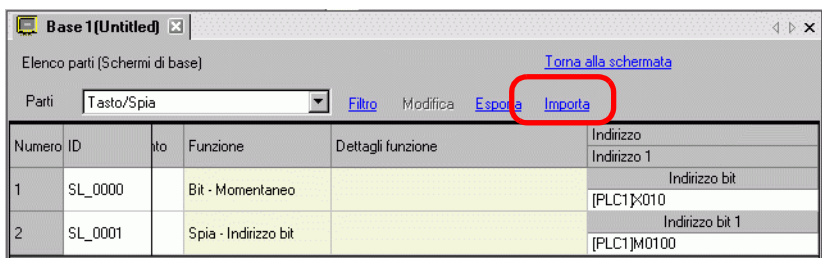 Base 1(Untitled)
Elenco parti (Schermi di base) Torna alla schermata
Parti Tasto/Spia Filtro Modifica Esporta Importa
Numero ID nto Funzione Dettagli funzione Indirizzo
Indirizzo 1
1 SL_0000 Bit - Momentaneo Indirizzo bit
[PLC1]X010
2 SL_0001 Spia - Indirizzo bit Indirizzo bit 1
[PLC1]M0100